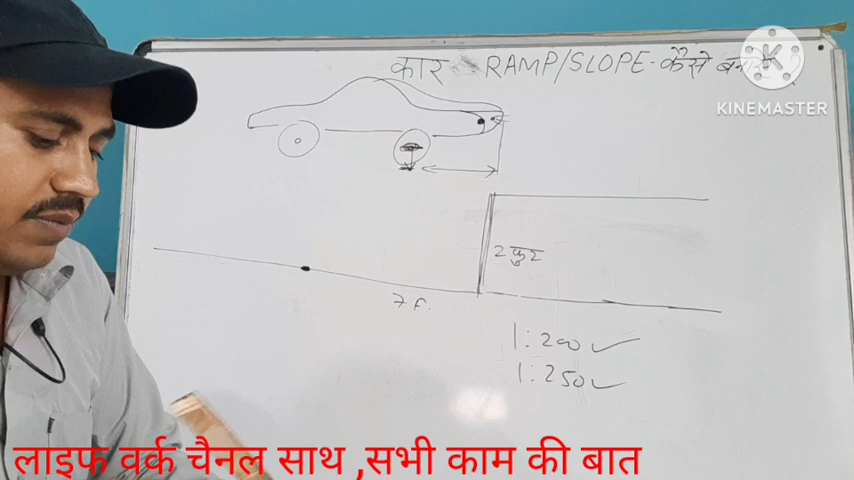 कार RAMP/SLOPE कैसे
KINEMASTER
2 फुट
7 F.
1:200
1:250
लाइफ वर्क चैनल साथ ,सभी काम की बात